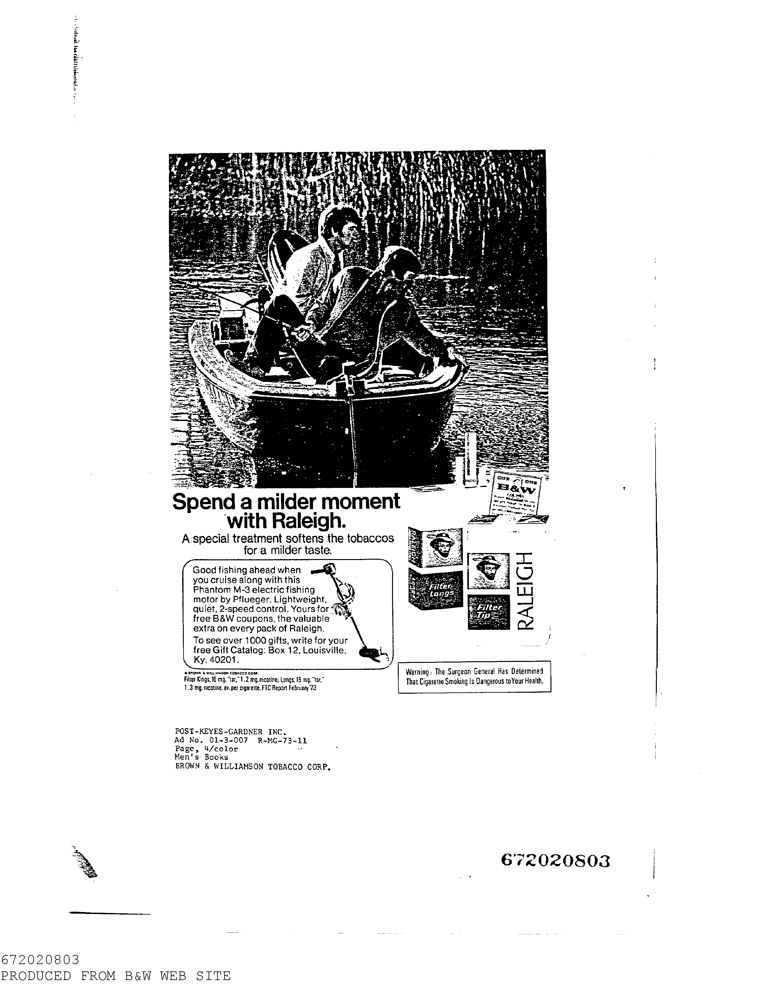 Spend a milder moment
with Raleigh.
A special treatment softens the tobaccos
for a milder taste.
Good fishing ahead when
you cruise along with this
Phantom M-3 electric fishing
motor by Pflueger. Lightweight,
quiet, 2-speed control. Yours for
free B&W coupons, the valuable
extra on every pack of Raleigh.
To see over 1000 gifts, write for your
free Gift Catalog: Box 12, Louisville,
Ky. 40201.
© BROWN & WILLIAMSON TOBACCO CORP.
Filter Kings, 16 mg. "tar," 1.2 mg. nicotine; Longs, 18 mg. "tar,"
1.3 mg. nicotine, av. per cigarette, FTC Report February '73
B&W
Filter
Longs
Filter
Tip
RALEIGH
Warning: The Surgeon General Has Determined
That Cigarette Smoking Is Dangerous to Your Health.
POST-KEYES-GARDNER INC.
Ad No. 01-3-007 R-MG-73-11
Page, 4/color
Men's Books
BROWN & WILLIAMSON TOBACCO CORP.
672020803
672020803
PRODUCED FROM B&W WEB SITE